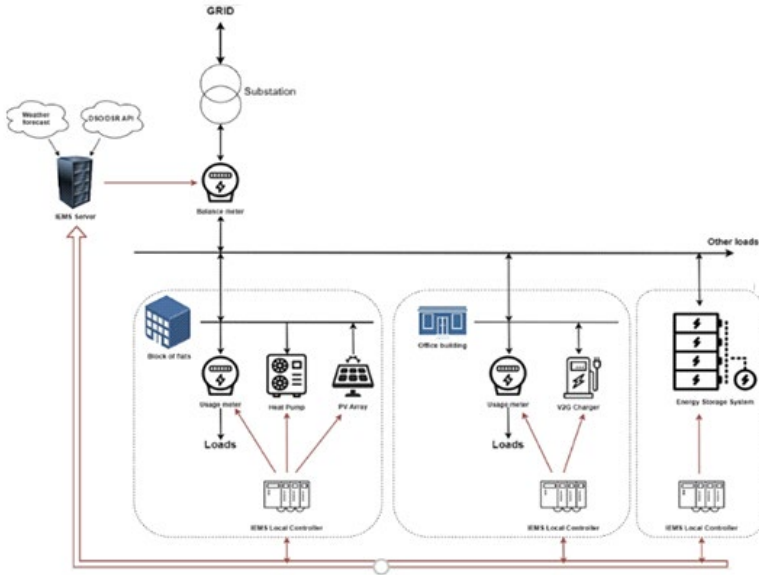 GRID
Substation
Weather
forecast
DSO/DSR API
IEMS Server
Balance meter
Other loads
Block of flats
Office building
Usage meter
Heat Pump
PV Array
Usage meter
V2G Charger
Energy Storage System
Loads
Loads
IEMS Local Controller
IEMS Local Controller
IEMS Local Controller